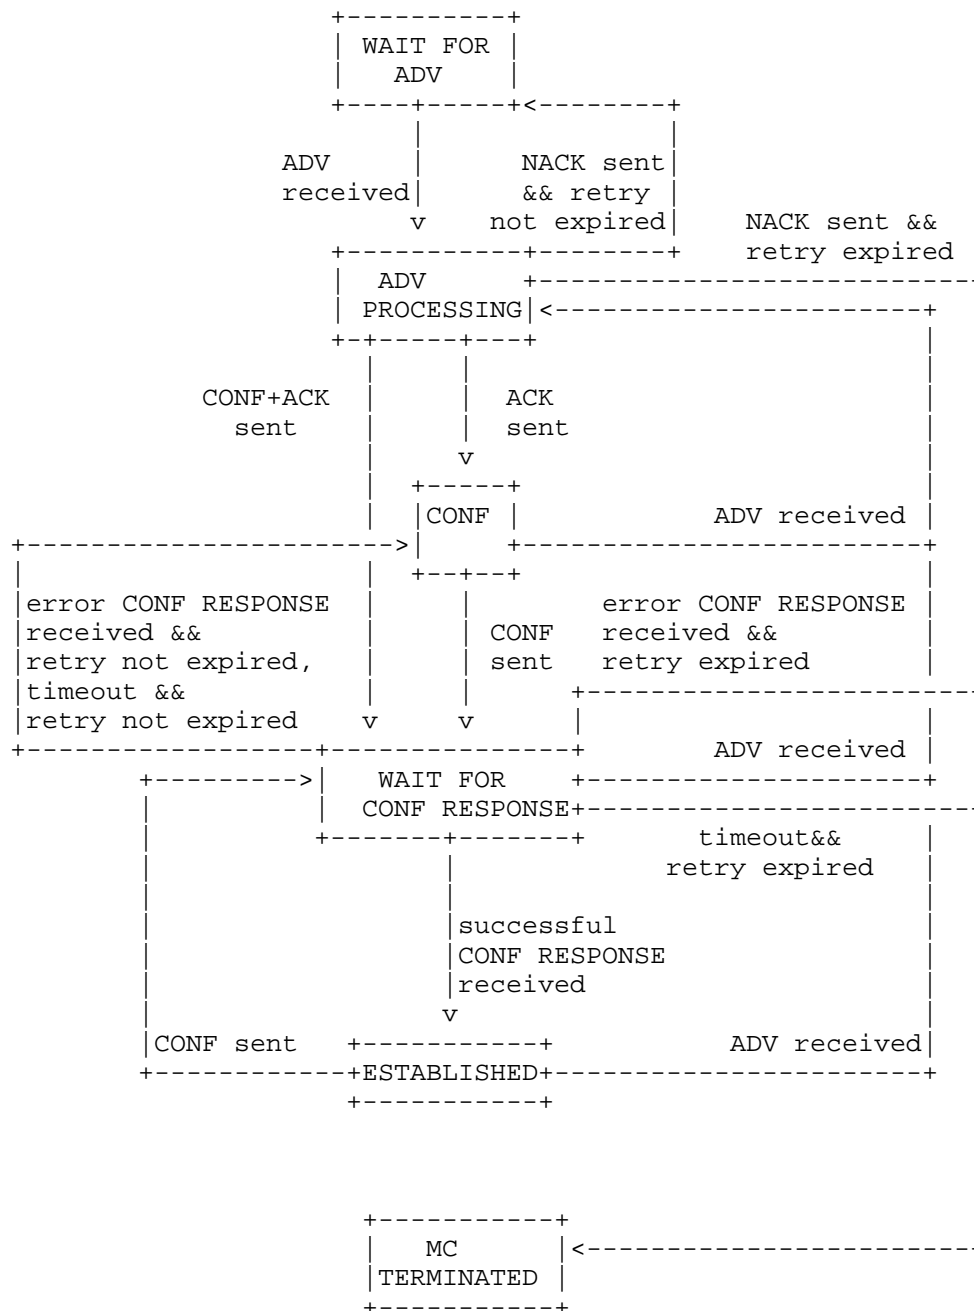 WAIT FOR
ADV
ADV NACK sent
received && retry
not expired NACK sent &&
retry expired
ADV
PROCESSING
CONF+ACK ACK
sent sent
CONF ADV received
error CONF RESPONSE error CONF RESPONSE
received && CONF received &&
retry not expired, sent retry expired
timeout &&
retry not expired
ADV received
WAIT FOR
CONF RESPONSE
timeout&&
retry expired
successful
CONF RESPONSE
received
CONF sent ADV received
ESTABLISHED
MC
TERMINATED